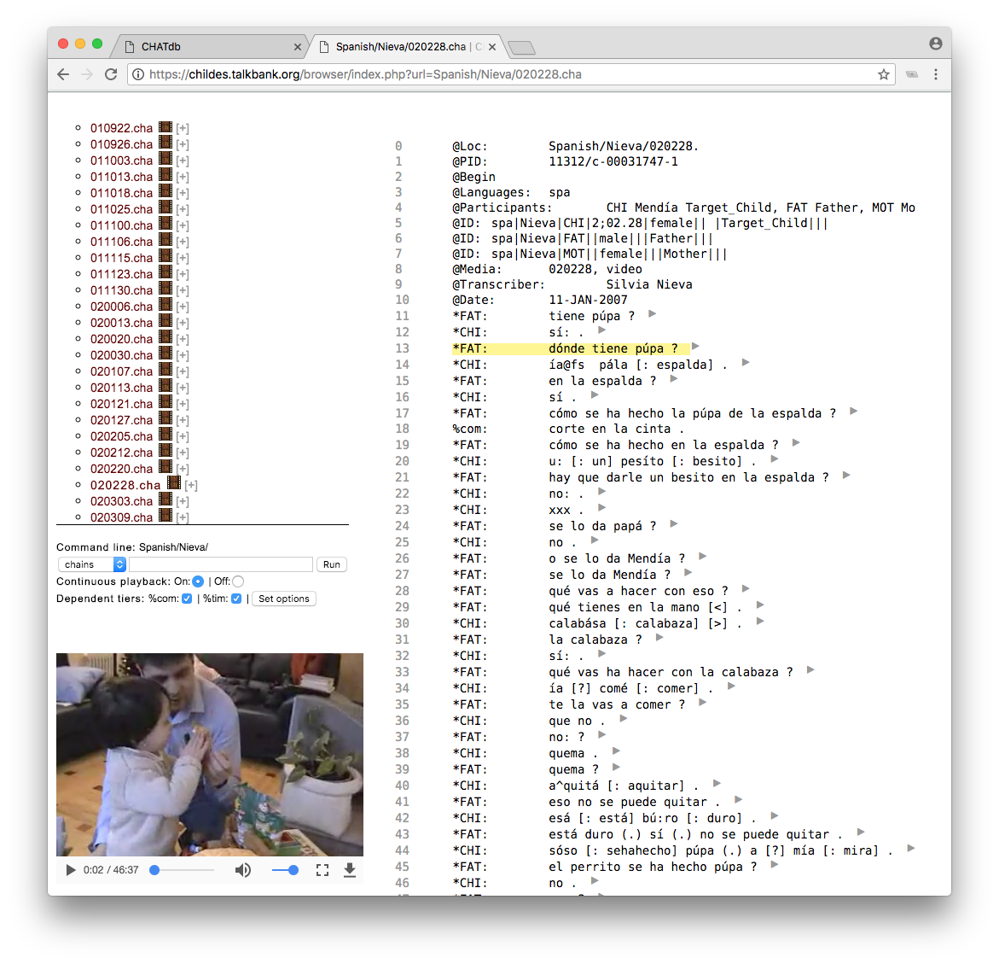 CHATdb
Spanish/Nieva/020228.cha | C
https://childes.talkbank.org/browser/index.php?url=Spanish/Nieva/020228.cha
010922.cha [+]
010926.cha [+]
011003.cha [+]
011013.cha [+]
011018.cha [+]
011025.cha [+]
011100.cha [+]
011106.cha [+]
011115.cha [+]
011123.cha [+]
011130.cha [+]
020006.cha [+]
020013.cha [+]
020020.cha [+]
020030.cha [+]
020107.cha [+]
020113.cha [+]
020121.cha [+]
020127.cha [+]
020205.cha [+]
020212.cha [+]
020220.cha [+]
020228.cha [+]
020303.cha [+]
020309.cha [+]
Command line: Spanish/Nieva/
chains Run
Continuous playback: On: | Off:
Dependent tiers: %com: | %tim: | Set options
0:02 / 46:37
0 @Loc: Spanish/Nieva/020228.
1 @PID: 11312/c-00031747-1
2 @Begin
3 @Languages: spa
4 @Participants: CHI Mendía Target_Child, FAT Father, MOT Mo
5 @ID: spa|Nieva|CHI|2;02.28|female|| |Target_Child|||
6 @ID: spa|Nieva|FAT||male|||Father|||
7 @ID: spa|Nieva|MOT||female|||Mother|||
8 @Media: 020228, video
9 @Transcriber: Silvia Nieva
10 @Date: 11-JAN-2007
11 *FAT: tiene púpa ?
12 *CHI: sí: .
13 *FAT: dónde tiene púpa ?
14 *CHI: ía@fs pála [: espalda] .
15 *FAT: en la espalda ?
16 *CHI: sí .
17 *FAT: cómo se ha hecho la púpa de la espalda ?
18 %com: corte en la cinta .
19 *FAT: cómo se ha hecho en la espalda ?
20 *CHI: u: [: un] pesíto [: besito] .
21 *FAT: hay que darle un besito en la espalda ?
22 *CHI: no: .
23 *CHI: xxx .
24 *FAT: se lo da papá ?
25 *CHI: no .
26 *FAT: o se lo da Mendía ?
27 *FAT: se lo da Mendía ?
28 *FAT: qué vas a hacer con eso ?
29 *FAT: qué tienes en la mano [<] .
30 *CHI: calabása [: calabaza] [>] .
31 *FAT: la calabaza ?
32 *CHI: sí: .
33 *FAT: qué vas ha hacer con la calabaza ?
34 *CHI: ía [?] comé [: comer] .
35 *FAT: te la vas a comer ?
36 *CHI: que no .
37 *FAT: no: ?
38 *CHI: quema .
39 *FAT: quema ?
40 *CHI: a^quitá [: aquitar] .
41 *FAT: eso no se puede quitar .
42 *CHI: esá [: está] bú:ro [: duro] .
43 *FAT: está duro (.) sí (.) no se puede quitar .
44 *CHI: sóso [: sehahecho] púpa (.) a [?] mía [: mira] .
45 *FAT: el perrito se ha hecho púpa ?
46 *CHI: no .